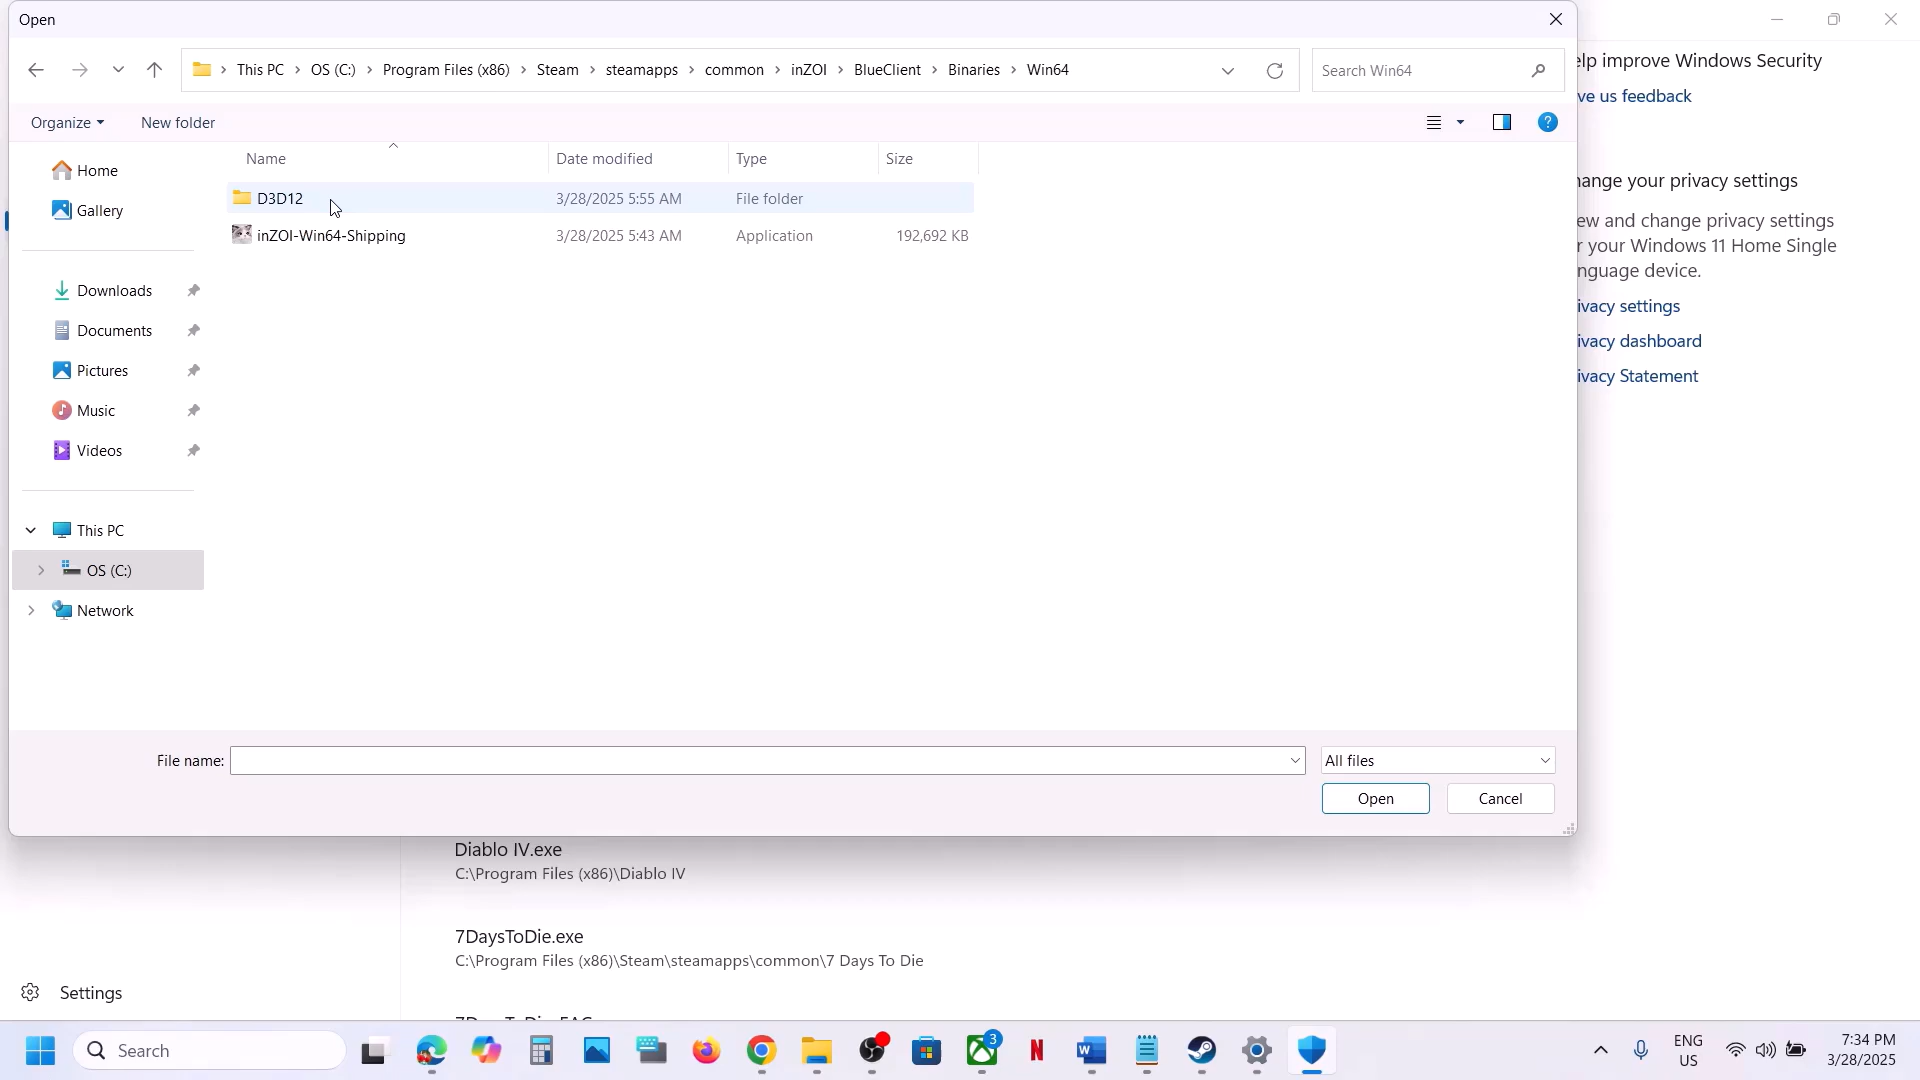 Open
This PC > OS (C:) > Program Files (x86) > Steam > steamapps > common > inZOI > BlueClient > Binaries > Win64
Search Win64
Organize
New folder
Name
Date modified
Type
Size
Home
Gallery
Downloads
Documents
Pictures
Music
Videos
This PC
OS (C:)
Network
D3D12
3/28/2025 5:55 AM
File folder
inZOI-Win64-Shipping
3/28/2025 5:43 AM
Application
192,692 KB
File name:
All files
Open
Cancel
elp improve Windows Security
ve us feedback
hange your privacy settings
ew and change privacy settings
r your Windows 11 Home Single
nguage device.
ivacy settings
ivacy dashboard
ivacy Statement
Diablo IV.exe
C:\Program Files (x86)\Diablo IV
7DaysToDie.exe
C:\Program Files (x86)\Steam\steamapps\common\7 Days To Die
Settings
Search
3
ENG
US
7:34 PM
3/28/2025